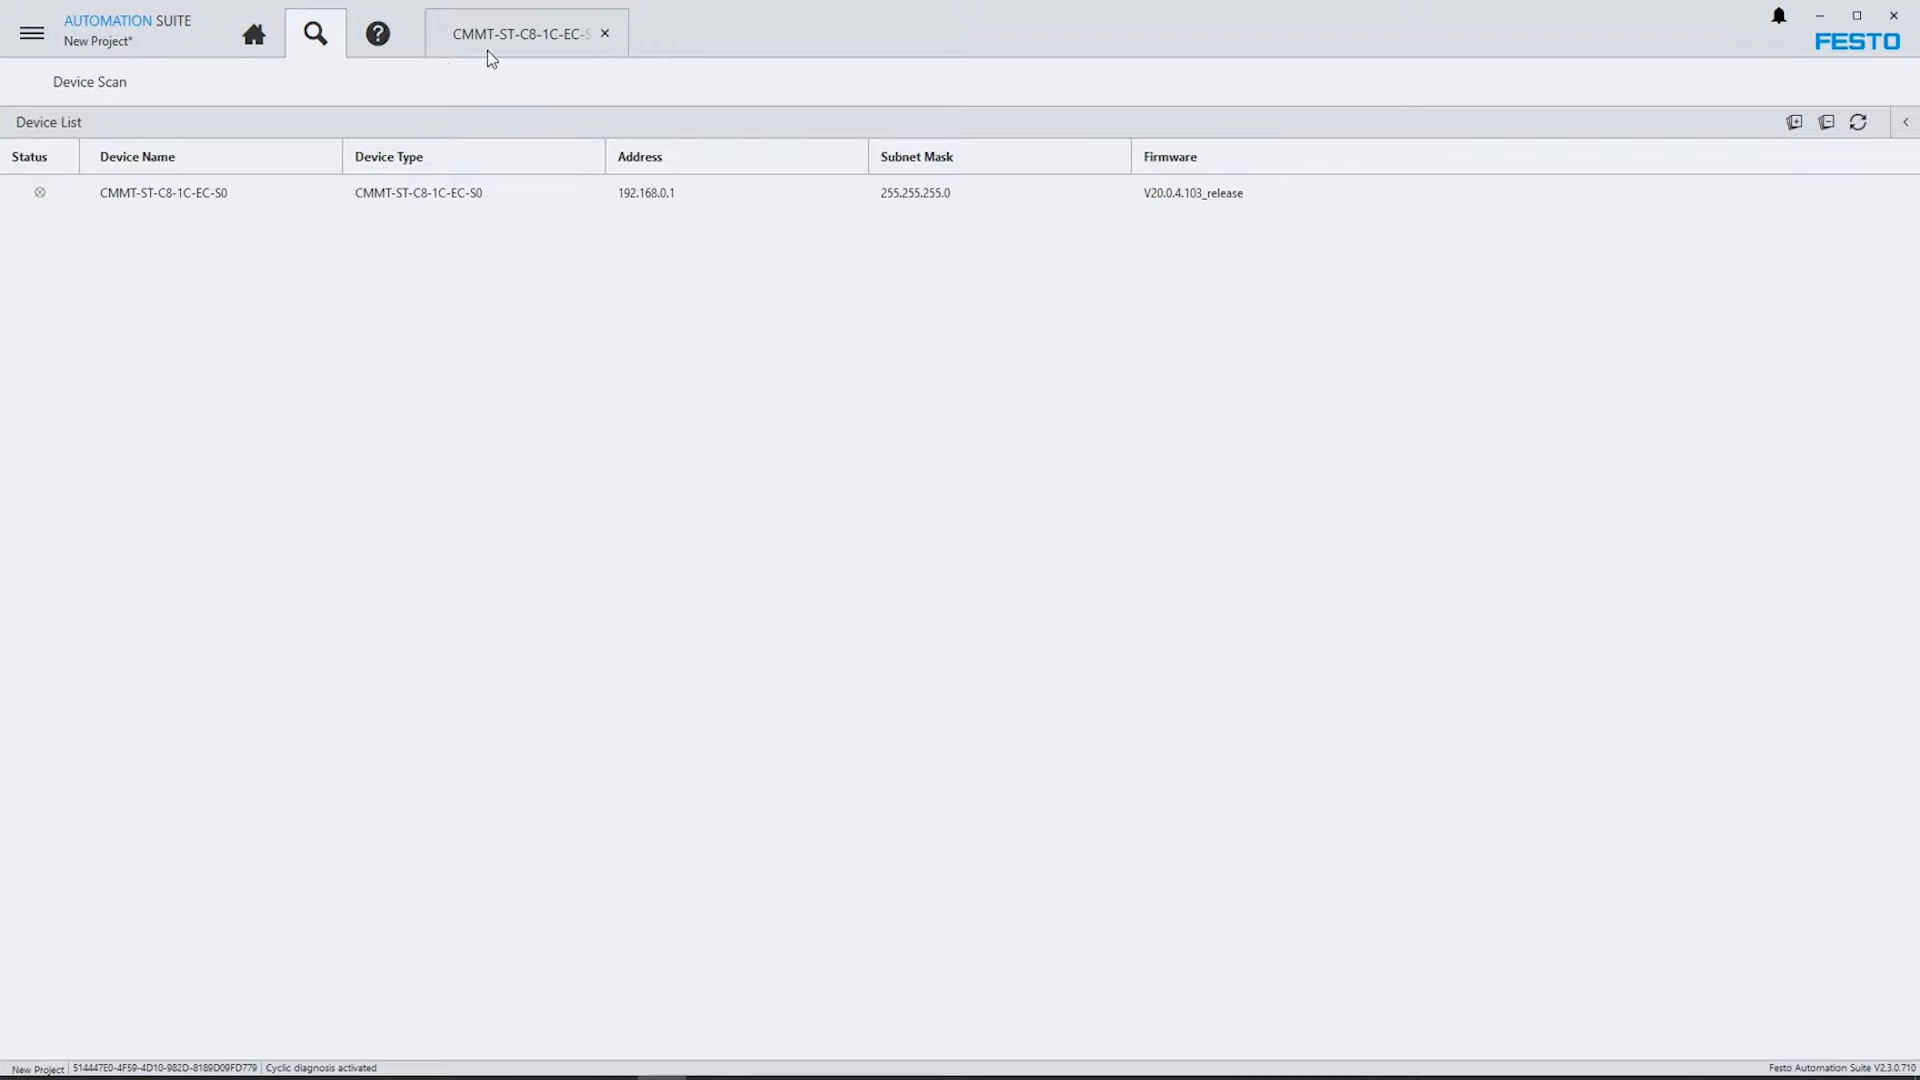 AUTOMATION SUITE
New Project*
CMMT-ST-C8-1C-EC-S
FESTO
Device Scan
Device List
Status Device Name Device Type Address Subnet Mask Firmware
CMMT-ST-C8-1C-EC-S0 CMMT-ST-C8-1C-EC-S0 192.168.0.1 255.255.255.0 V20.0.4.103_release
New Project 514447E0-4F59-4D10-982D-8189D09FD779 Cyclic diagnosis activated Festo Automation Suite V2.3.0.710